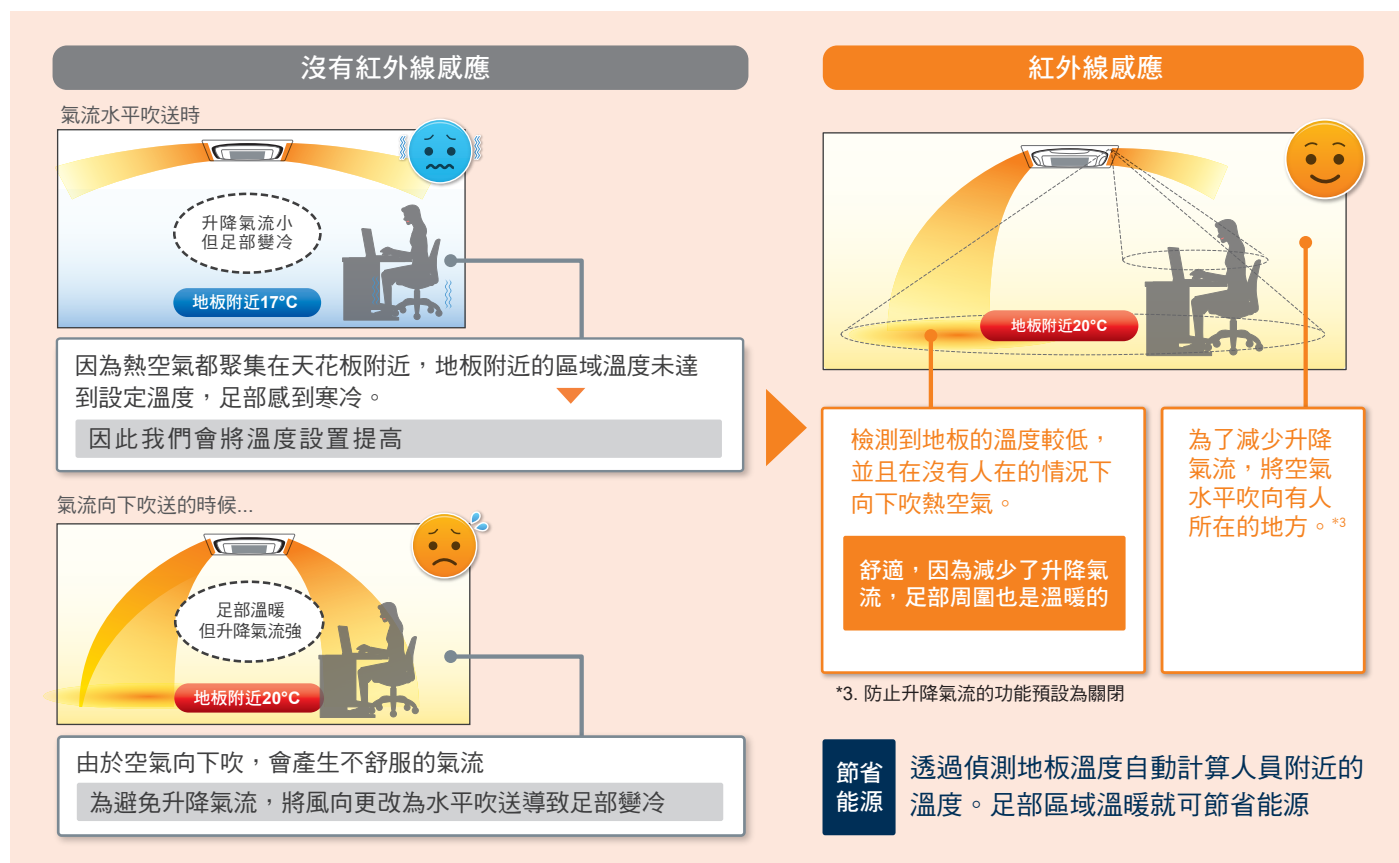 沒有紅外線感應
氣流水平吹送時
升降氣流小
但足部變冷
地板附近17°C
因為熱空氣都聚集在天花板附近，地板附近的區域溫度未達
到設定溫度，足部感到寒冷。
因此我們會將溫度設置提高
氣流向下吹送的時候...
足部溫暖
但升降氣流強
地板附近20°C
由於空氣向下吹，會產生不舒服的氣流
為避免升降氣流，將風向更改為水平吹送導致足部變冷
紅外線感應
地板附近20°C
檢測到地板的溫度較低，
並且在沒有人在的情況下
向下吹熱空氣。
舒適，因為減少了升降氣
流，足部周圍也是溫暖的
為了減少升降
氣流，將空氣
水平吹向有人
所在的地方。*3
*3. 防止升降氣流的功能預設為關閉
節省
能源
透過偵測地板溫度自動計算人員附近的
溫度。足部區域溫暖就可節省能源